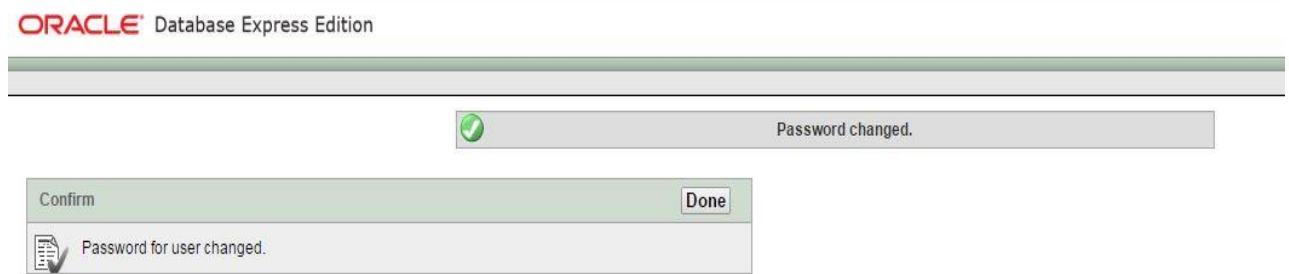 ORACLE® Database Express Edition
Password changed.
Confirm
Done
Password for user changed.